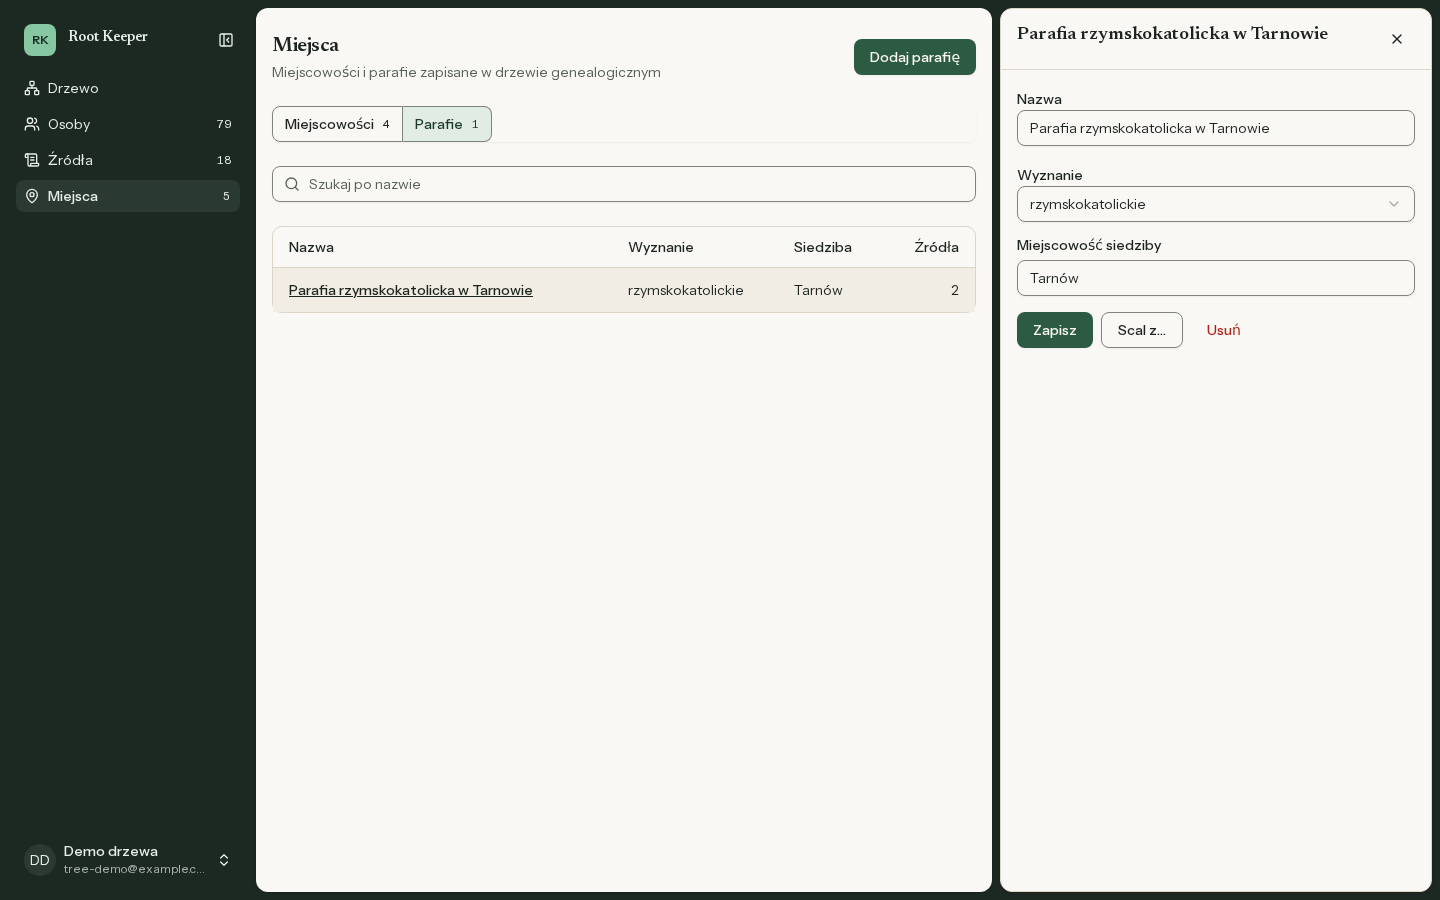 RK
Root Keeper
Drzewo
Osoby 79
Źródła 18
Miejsca 5
DD
Demo drzewa
tree-demo@example.c...
Miejsca
Miejscowości i parafie zapisane w drzewie genealogicznym
Dodaj parafię
Miejscowości 4
Parafie 1
Szukaj po nazwie
Nazwa Wyznanie Siedziba Źródła
Parafia rzymskokatolicka w Tarnowie rzymskokatolickie Tarnów 2
Parafia rzymskokatolicka w Tarnowie
Nazwa
Parafia rzymskokatolicka w Tarnowie
Wyznanie
rzymskokatolickie
Miejscowość siedziby
Tarnów
Zapisz
Scal z...
Usuń